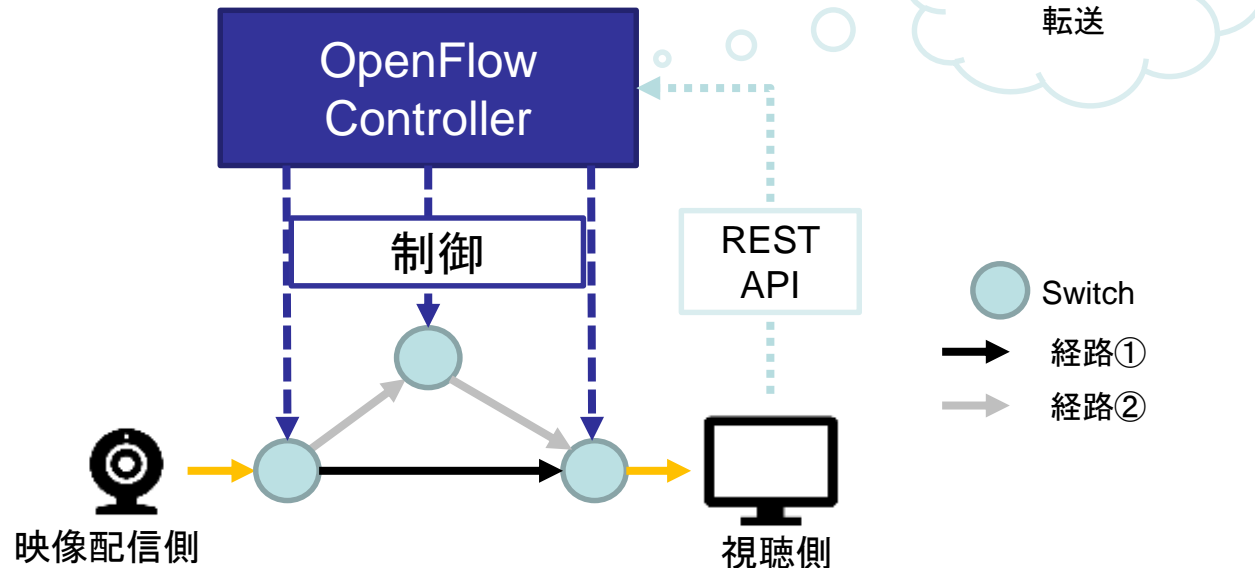 転送
OpenFlow
Controller
制御
REST
API
Switch
経路①
経路②
映像配信側
視聴側